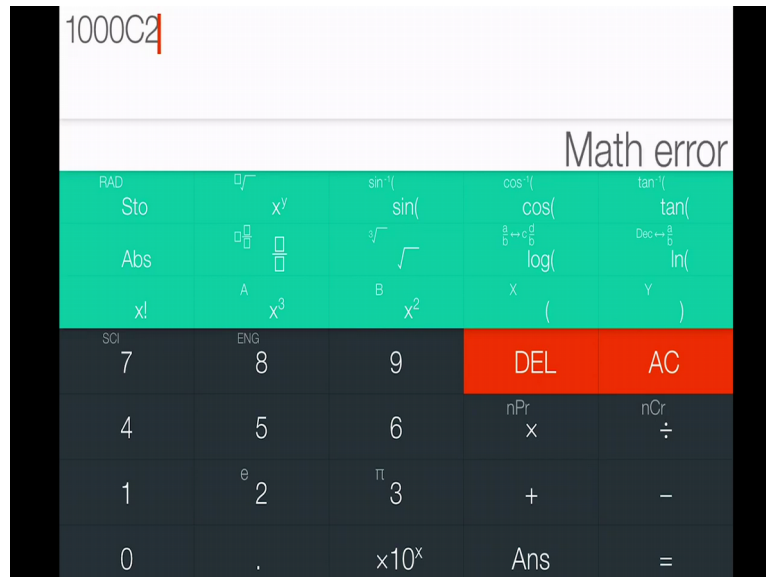 1000C2
Math error
RAD
Sto
□√
xʸ
sin⁻¹(
sin(
cos⁻¹(
cos(
tan⁻¹(
tan(
Abs
□□/□
□/□
³√
√
a/b↔c d/b
log(
Dec↔a/b
ln(
x!
A
x³
B
x²
X
(
Y
)
SCI
7
ENG
8
9
DEL
AC
4
5
6
nPr
×
nCr
÷
1
e
2
π
3
+
−
0
.
×10ˣ
Ans
=